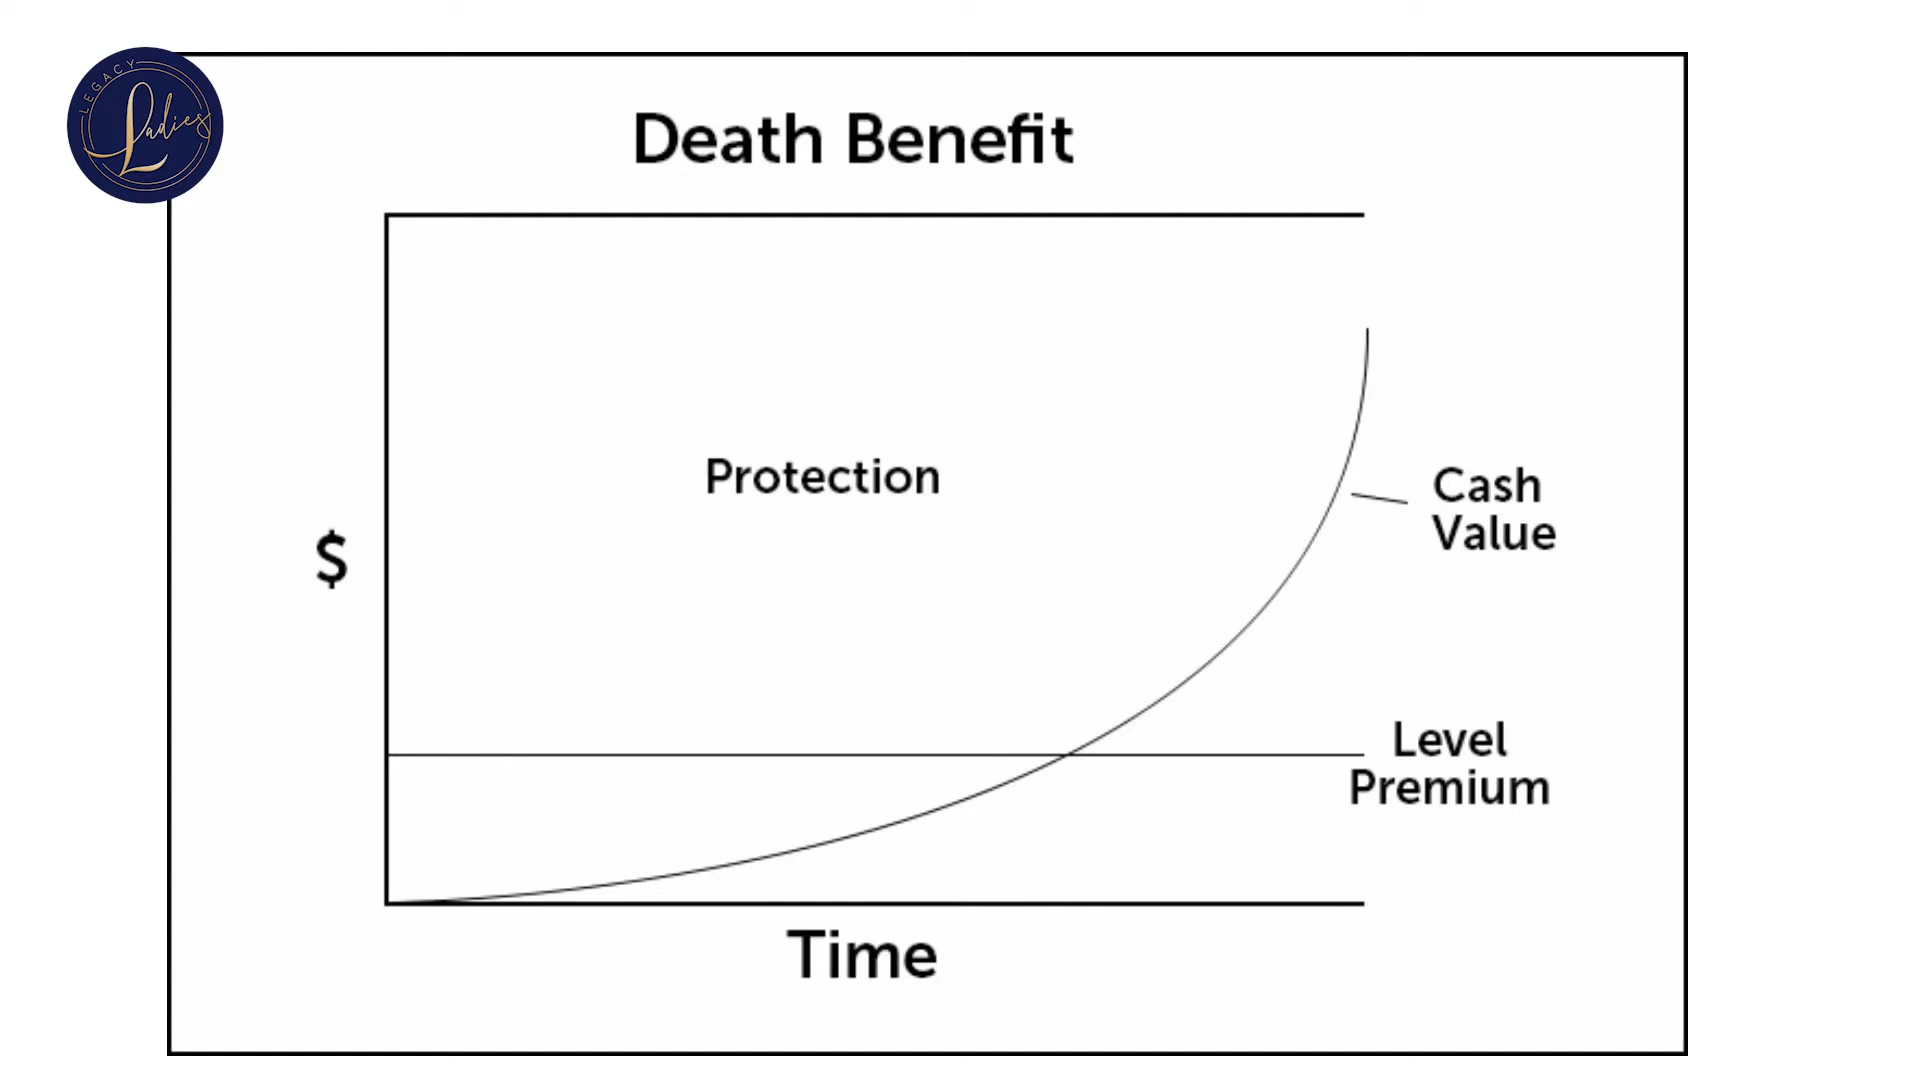 LEGACY
Ladies
Death Benefit
Protection
$
Cash
Value
Level
Premium
Time